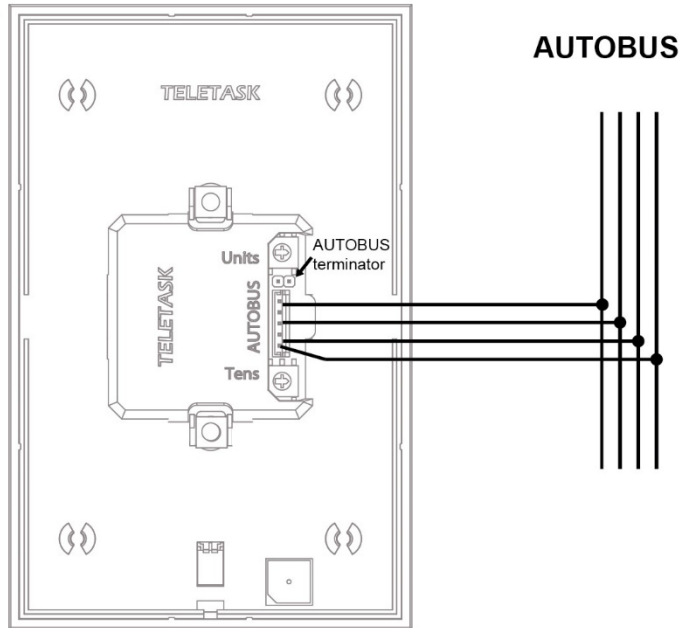 AUTOBUS
TELETASK
Units
AUTOBUS
terminator
TELETASK
AUTOBUS
Tens